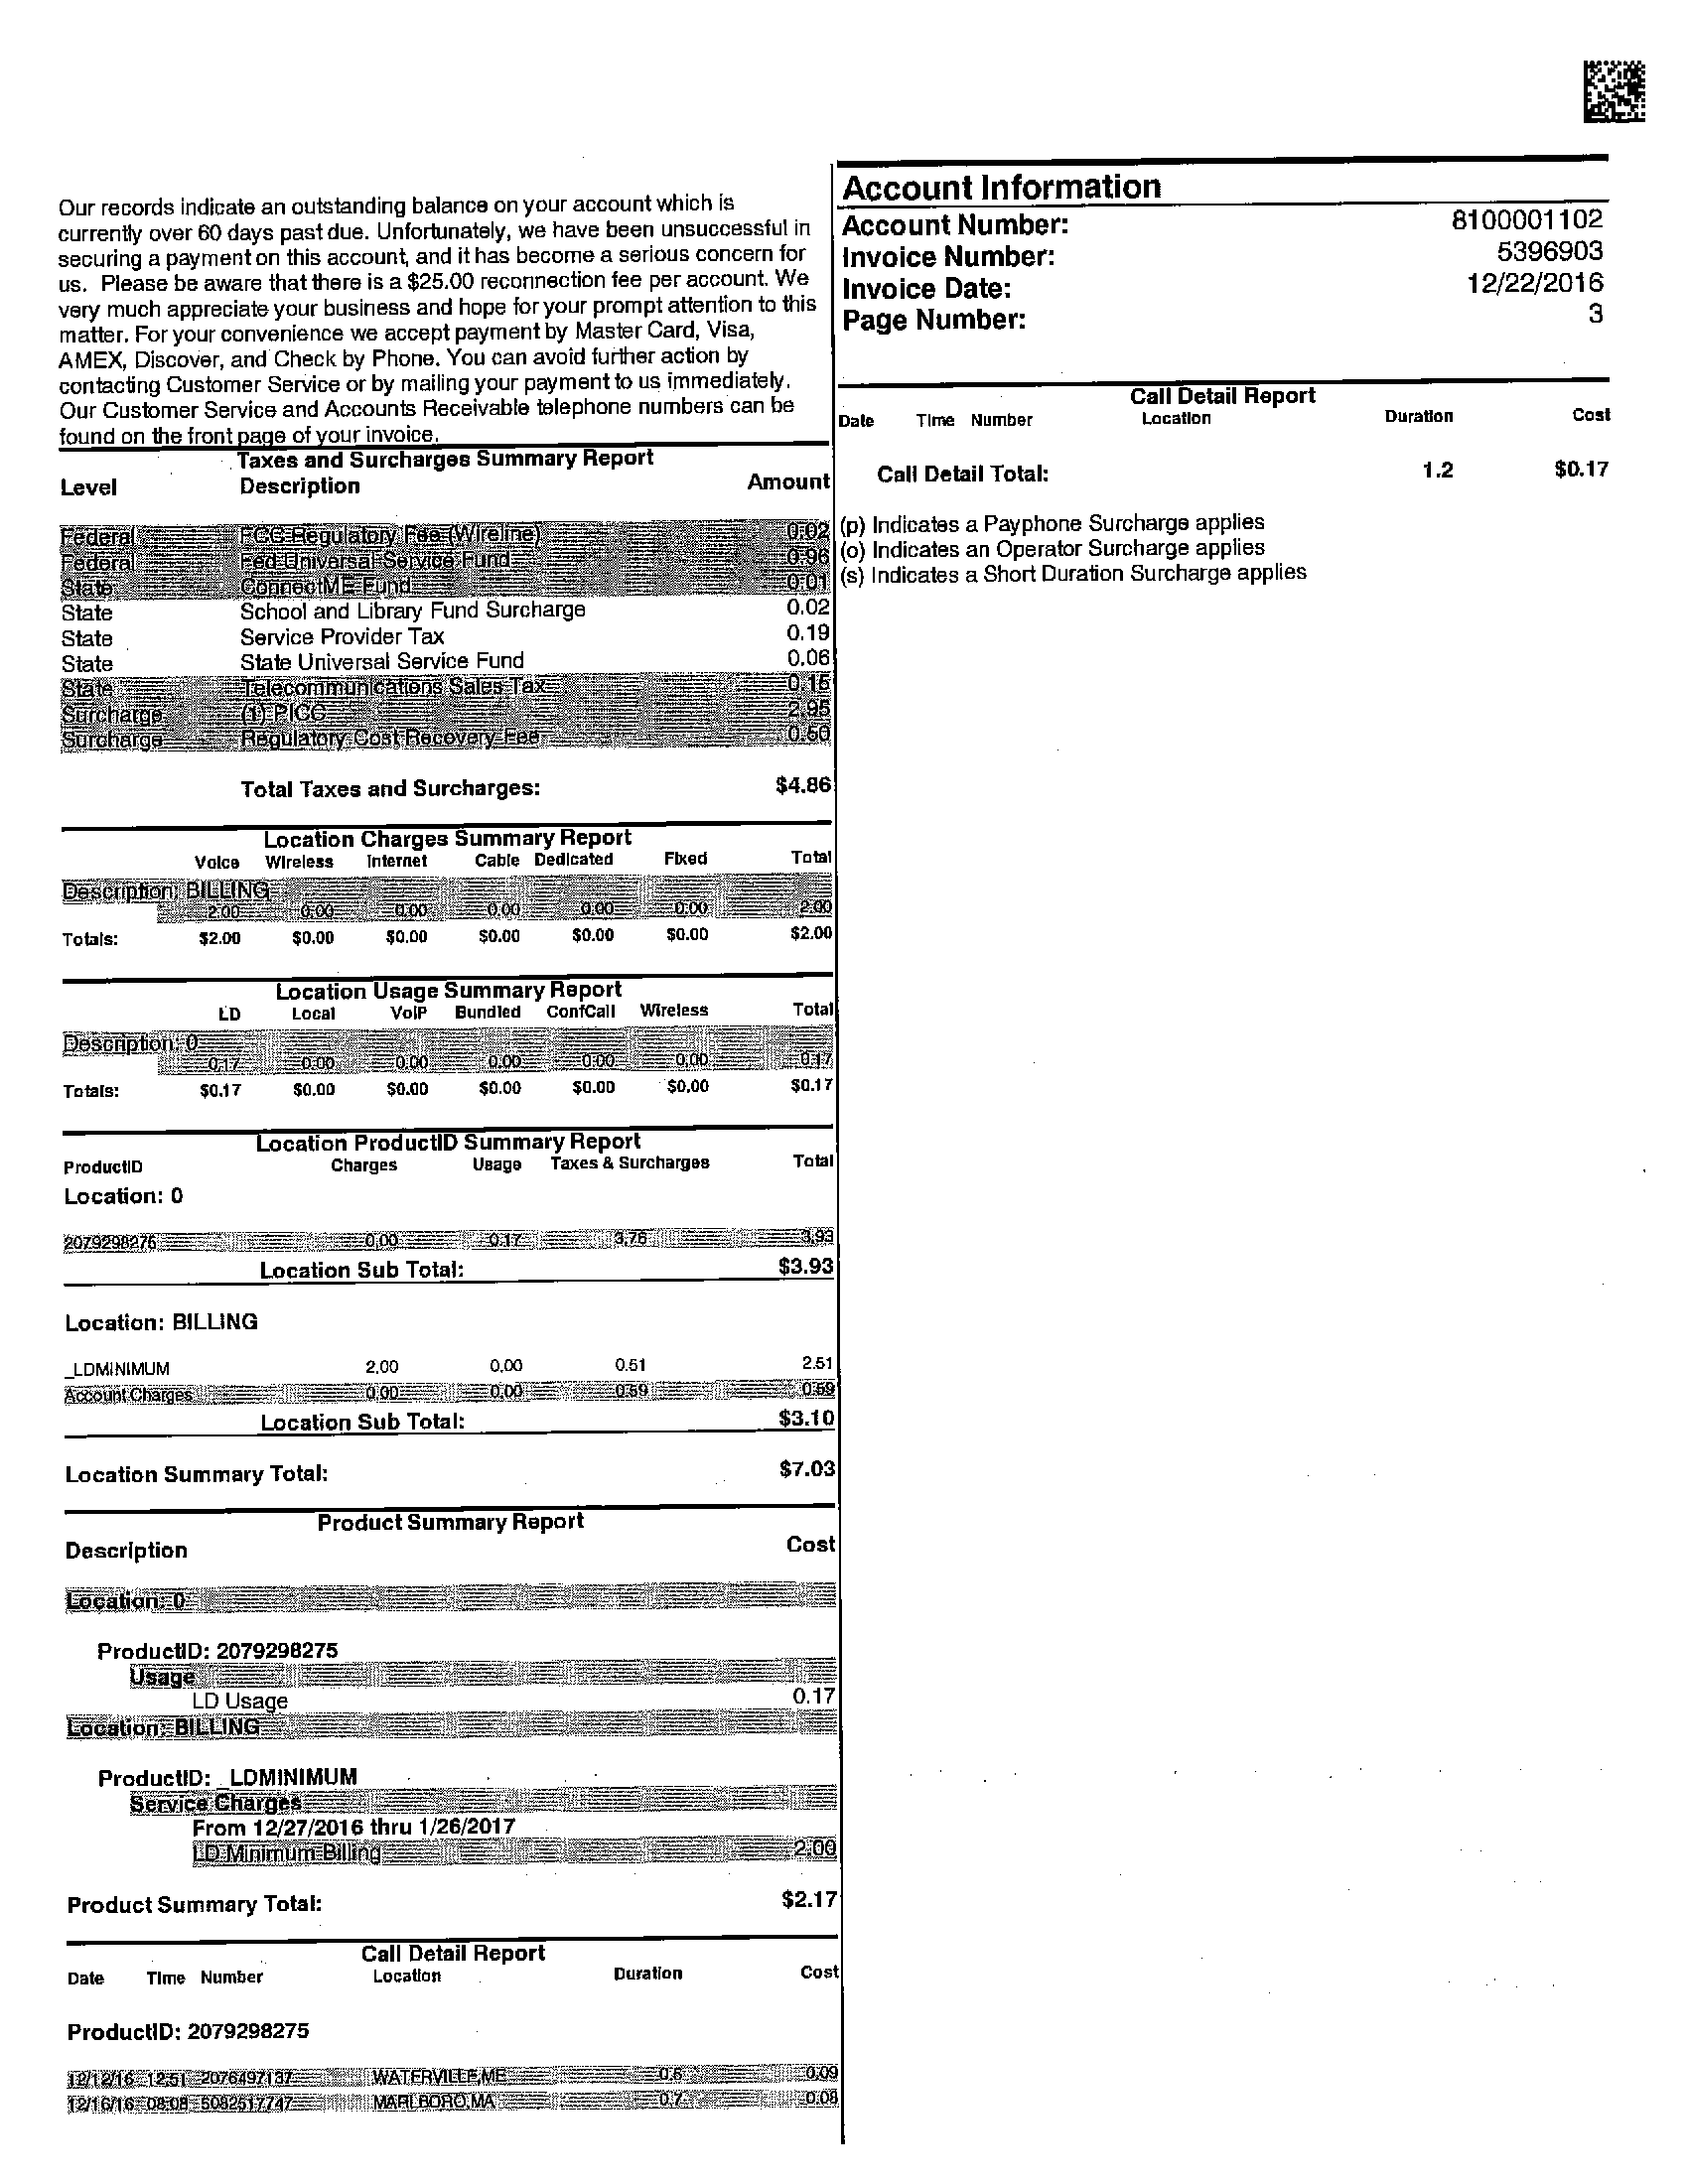 Our records indicate an outstanding balance on your account which is
currently over 60 days past due. Unfortunately, we have been unsuccessful in
securing a payment on this account, and it has become a serious concern for
us. Please be aware that there is a $25.00 reconnection fee per account. We
very much appreciate your business and hope for your prompt attention to this
matter. For your convenience we accept payment by Master Card, Visa,
AMEX, Discover, and Check by Phone. You can avoid further action by
contacting Customer Service or by mailing your payment to us immediately.
Our Customer Service and Accounts Receivable telephone numbers can be
found on the front page of your invoice.
Taxes and Surcharges Summary Report
Level Description Amount
Federal FCC Regulatory Fee (Wireline) 0.02
Federal Fed Universal Service Fund 0.96
State ConnectME Fund 0.01
State School and Library Fund Surcharge 0.02
State Service Provider Tax 0.19
State State Universal Service Fund 0.06
State Telecommunications Sales Tax 0.15
Surcharge (1) PICC 2.95
Surcharge Regulatory Cost Recovery Fee 0.50
Total Taxes and Surcharges: $4.86
Location Charges Summary Report
Voice Wireless Internet Cable Dedicated Fixed Total
Description: BILLING
2.00 0.00 0.00 0.00 0.00 0.00 2.00
Totals: $2.00 $0.00 $0.00 $0.00 $0.00 $0.00 $2.00
Location Usage Summary Report
LD Local VoIP Bundled ConfCall Wireless Total
Description: 0
0.17 0.00 0.00 0.00 0.00 0.00 0.17
Totals: $0.17 $0.00 $0.00 $0.00 $0.00 $0.00 $0.17
Location ProductID Summary Report
ProductID Charges Usage Taxes & Surcharges Total
Location: 0
2079298275 0.00 0.17 3.76 3.93
Location Sub Total: $3.93
Location: BILLING
_LDMINIMUM 2.00 0.00 0.51 2.51
Account Charges 0.00 0.00 0.59 0.59
Location Sub Total: $3.10
Location Summary Total: $7.03
Product Summary Report
Description Cost
Location: 0
ProductID: 2079298275
Usage
LD Usage 0.17
Location: BILLING
ProductID: _LDMINIMUM
Service Charges
From 12/27/2016 thru 1/26/2017
LD Minimum Billing 2.00
Product Summary Total: $2.17
Call Detail Report
Date Time Number Location Duration Cost
ProductID: 2079298275
12/12/16 12:51 2076497137 WATERVILLE,ME 0.5 0.09
12/16/16 08:08 5082517747 MARLBORO,MA 0.7 0.08
Account Information
Account Number: 8100001102
Invoice Number: 5396903
Invoice Date: 12/22/2016
Page Number: 3
Call Detail Report
Date Time Number Location Duration Cost
Call Detail Total: 1.2 $0.17
(p) Indicates a Payphone Surcharge applies
(o) Indicates an Operator Surcharge applies
(s) Indicates a Short Duration Surcharge applies